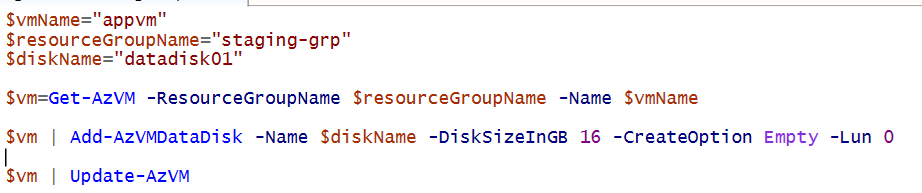 $vmName="appvm"
$resourceGroupName="staging-grp"
$diskName="datadisk01"
$vm=Get-AzVM -ResourceGroupName $resourceGroupName -Name $vmName
$vm | Add-AzVMDataDisk -Name $diskName -DiskSizeInGB 16 -CreateOption Empty -Lun 0
$vm | Update-AzVM